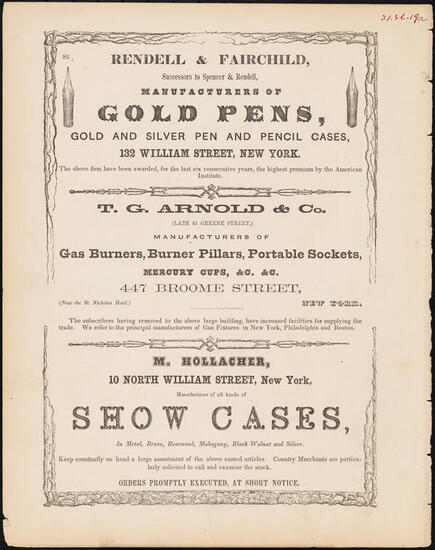 31.36-19a
82
RENDELL & FAIRCHILD,
Successors to Spencer & Rendell,
MANUFACTURERS OF
GOLD PENS,
GOLD AND SILVER PEN AND PENCIL CASES,
132 WILLIAM STREET, NEW YORK.
The above firm have been awarded, for the last six consecutive years, the highest premium by the American
Institute.
T. G. ARNOLD & Co.
(LATE 41 GREENE STREET,)
MANUFACTURERS OF
Gas Burners, Burner Pillars, Portable Sockets,
MERCURY CUPS, &C. &C.
447 BROOME STREET,
(Near the St. Nicholas Hotel.) NEW YORK.
The subscribers having removed to the above large building, have increased facilities for supplying the
trade. We refer to the principal manufacturers of Gas Fixtures in New York, Philadelphia and Boston.
M. HOLLACHER,
10 NORTH WILLIAM STREET, New York,
Manufacturer of all kinds of
SHOW CASES,
In Metal, Brass, Rosewood, Mahogany, Black Walnut and Silver.
Keep constantly on hand a large assortment of the above named articles. Country Merchants are particu-
larly solicited to call and examine the stock.
ORDERS PROMPTLY EXECUTED, AT SHORT NOTICE.